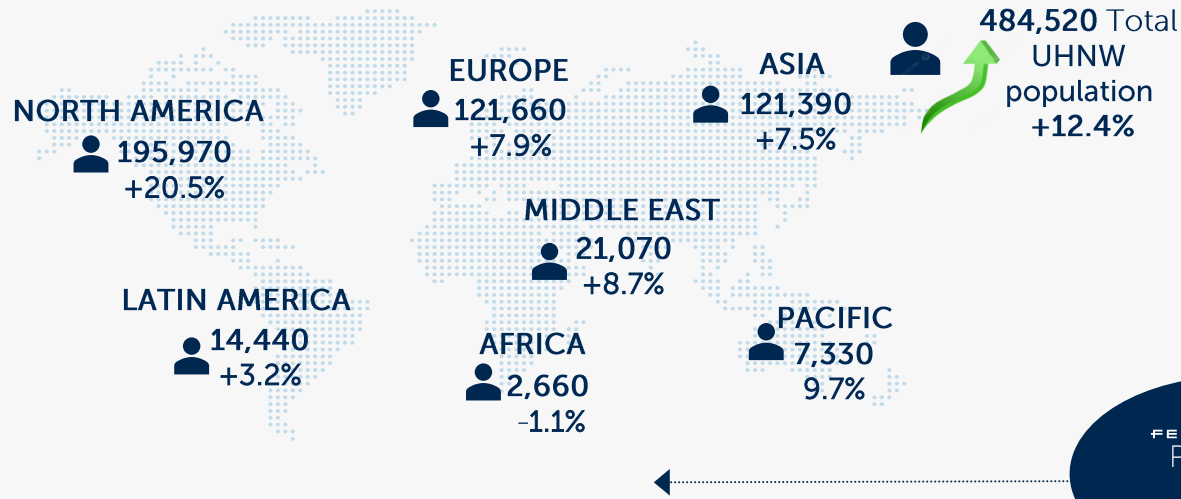 484,520 Total
UHNW
population
+12.4%
NORTH AMERICA
195,970
+20.5%
EUROPE
121,660
+7.9%
ASIA
121,390
+7.5%
MIDDLE EAST
21,070
+8.7%
LATIN AMERICA
14,440
+3.2%
AFRICA
2,660
-1.1%
PACIFIC
7,330
9.7%